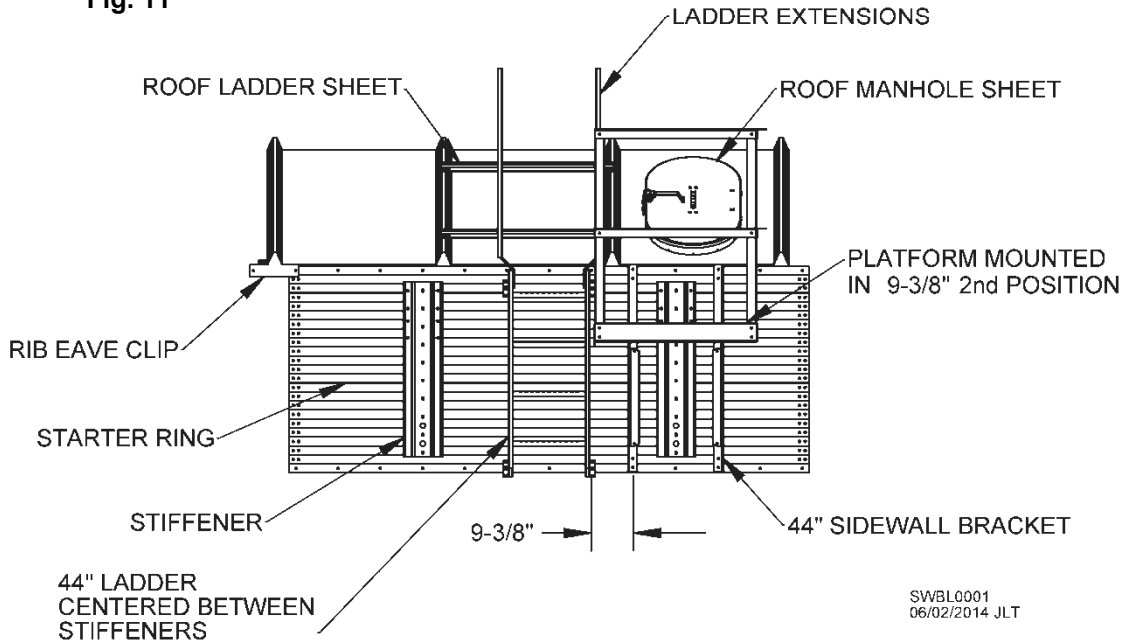 Fig. 11
LADDER EXTENSIONS
ROOF LADDER SHEET
ROOF MANHOLE SHEET
PLATFORM MOUNTED
IN 9-3/8" 2nd POSITION
RIB EAVE CLIP
STARTER RING
STIFFENER
9-3/8"
44" SIDEWALL BRACKET
44" LADDER
CENTERED BETWEEN
STIFFENERS
SWBL0001
06/02/2014 JLT